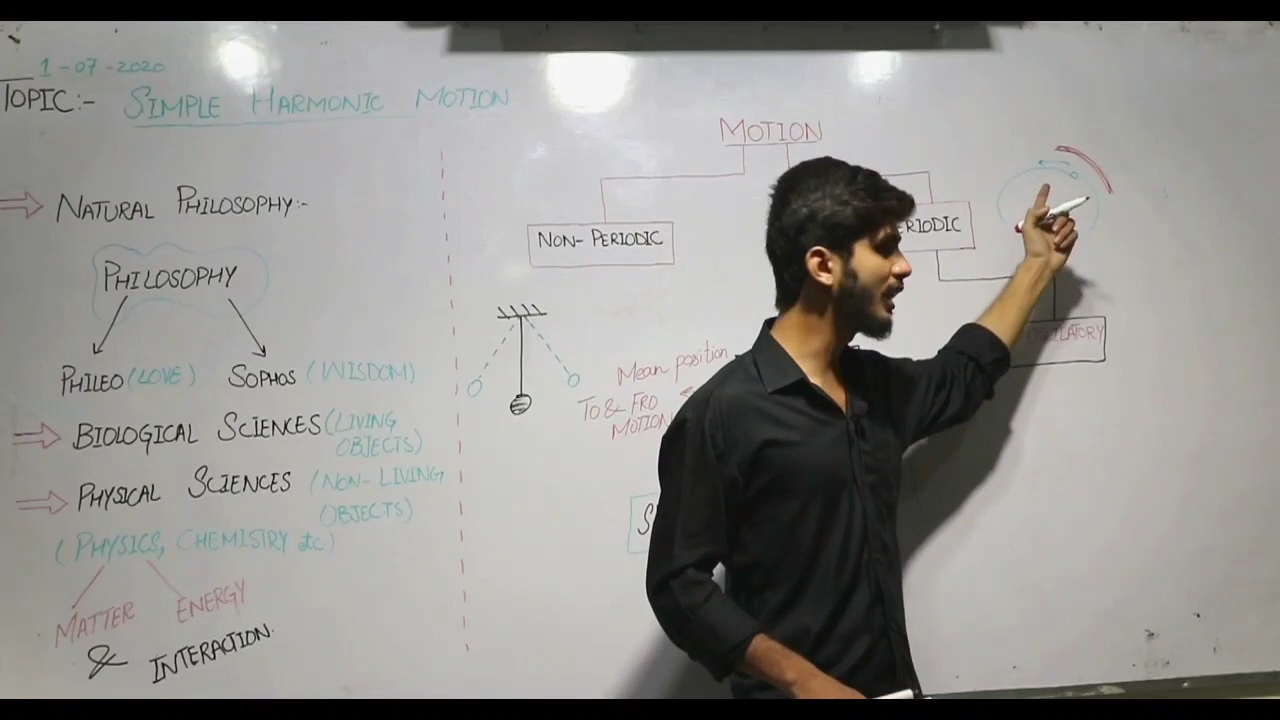 1-07-2020
TOPIC:- SIMPLE HARMONIC MOTION
NATURAL PHILOSOPHY:-
PHILOSOPHY
PHILEO (LOVE) SOPHOS (WISDOM)
BIOLOGICAL SCIENCES (LIVING
OBJECTS)
PHYSICAL SCIENCES (NON-LIVING
OBJECTS)
(PHYSICS, CHEMISTRY etc)
MATTER ENERGY
& INTERACTION.
MOTION
NON-PERIODIC
ERIODIC
LATORY
Mean position
TO & FRO
MOTION
S